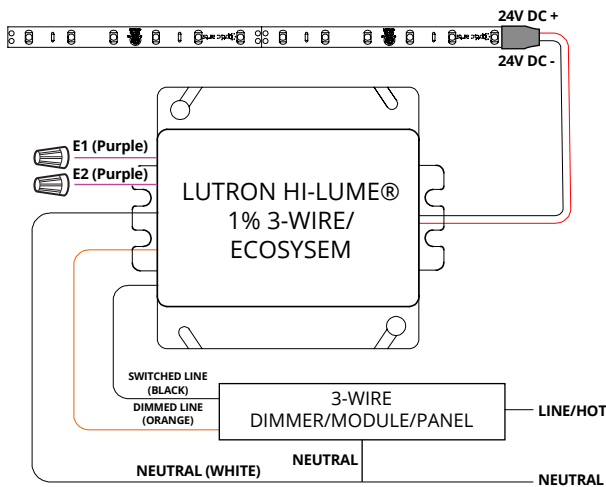 24V DC +
24V DC -
E1 (Purple)
E2 (Purple)
LUTRON HI-LUME®
1% 3-WIRE/
ECOSYSEM
SWITCHED LINE
(BLACK)
DIMMED LINE
(ORANGE)
3-WIRE
DIMMER/MODULE/PANEL
LINE/HOT
NEUTRAL
NEUTRAL (WHITE)
NEUTRAL